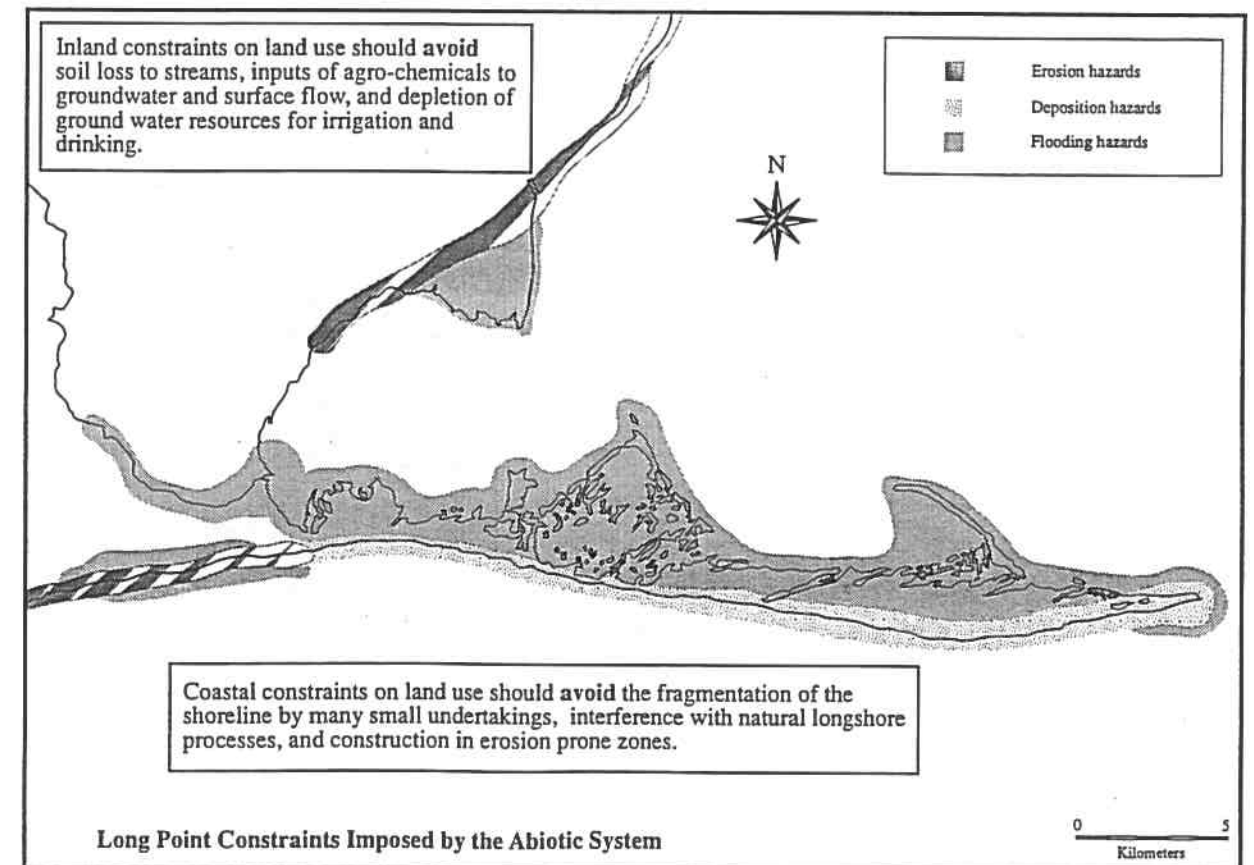 Inland constraints on land use should avoid
soil loss to streams, inputs of agro-chemicals to
groundwater and surface flow, and depletion of
ground water resources for irrigation and
drinking.
Erosion hazards
Deposition hazards
Flooding hazards
N
Coastal constraints on land use should avoid the fragmentation of the
shoreline by many small undertakings, interference with natural longshore
processes, and construction in erosion prone zones.
Long Point Constraints Imposed by the Abiotic System
0 5
Kilometers